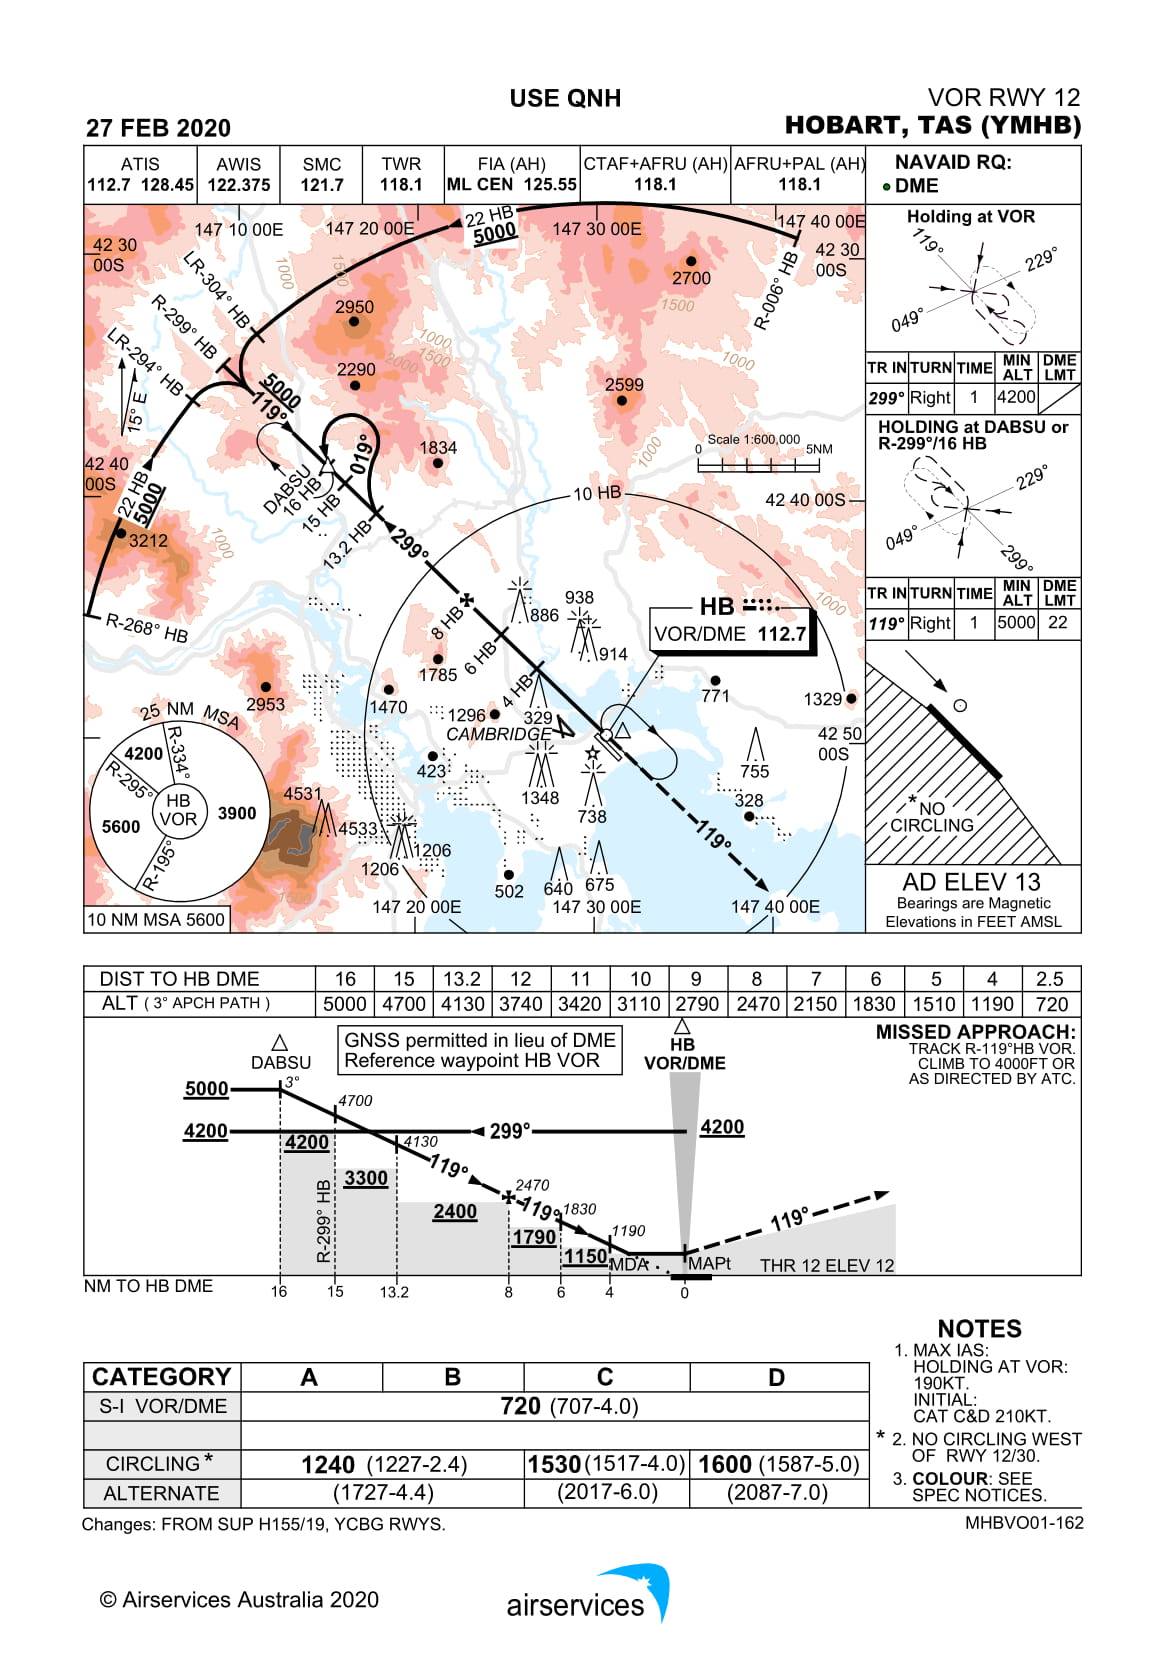 USE QNH
VOR RWY 12
27 FEB 2020
HOBART, TAS (YMHB)
ATIS
112.7 128.45
AWIS
122.375
SMC
121.7
TWR
118.1
FIA (AH)
ML CEN 125.55
CTAF+AFRU (AH)
118.1
AFRU+PAL (AH)
118.1
NAVAID RQ:
DME
42 30
00S
147 10 00E
147 20 00E
22 HB
5000
147 30 00E
147 40 00E
42 30
00S
R-006° HB
2700
1500
1000
1500
LR-304° HB
R-299° HB
LR-294° HB
15° E
2950
1000
1500
2000
2290
2599
1000
1000
5000
119°
019°
1834
Scale 1:600,000
0
5NM
42 40
00S
22 HB
5000
DABSU
16 HB
15 HB
13.2 HB
10 HB
42 40 00S
3212
1000
299°
R-268° HB
8 HB
6 HB
4 HB
886
938
914
HB
VOR/DME 112.7
1000
1785
1470
2953
1296
329
CAMBRIDGE
771
1329
42 50
00S
25 NM MSA
R-334°
R-295°
R-195°
4200
HB
VOR
3900
5600
10 NM MSA 5600
4531
4533
1500
423
1348
738
755
328
1206
1206
119°
502
640
675
147 20 00E
147 30 00E
147 40 00E
Holding at VOR
119°
229°
049°
TR IN TURN TIME MIN ALT DME LMT
299° Right 1 4200
HOLDING at DABSU or
R-299°/16 HB
229°
049°
299°
TR IN TURN TIME MIN ALT DME LMT
119° Right 1 5000 22
*NO
CIRCLING
AD ELEV 13
Bearings are Magnetic
Elevations in FEET AMSL
DIST TO HB DME 16 15 13.2 12 11 10 9 8 7 6 5 4 2.5
ALT ( 3° APCH PATH ) 5000 4700 4130 3740 3420 3110 2790 2470 2150 1830 1510 1190 720
DABSU
GNSS permitted in lieu of DME
Reference waypoint HB VOR
HB
VOR/DME
MISSED APPROACH:
TRACK R-119°HB VOR.
CLIMB TO 4000FT OR
AS DIRECTED BY ATC.
5000
3°
4700
4200
4200
4130
299°
4200
119°
3300
R-299° HB
2400
2470
119°
1830
1790
1190
1150
MDA
MAPt
119°
THR 12 ELEV 12
NM TO HB DME
16 15 13.2 8 6 4 0
CATEGORY A B C D
S-I VOR/DME 720 (707-4.0)
CIRCLING* 1240 (1227-2.4) 1530 (1517-4.0) 1600 (1587-5.0)
ALTERNATE (1727-4.4) (2017-6.0) (2087-7.0)
NOTES
1. MAX IAS:
HOLDING AT VOR:
190KT.
INITIAL:
CAT C&D 210KT.
* 2. NO CIRCLING WEST
OF RWY 12/30.
3. COLOUR: SEE
SPEC NOTICES.
Changes: FROM SUP H155/19, YCBG RWYS.
MHBVO01-162
© Airservices Australia 2020
airservices